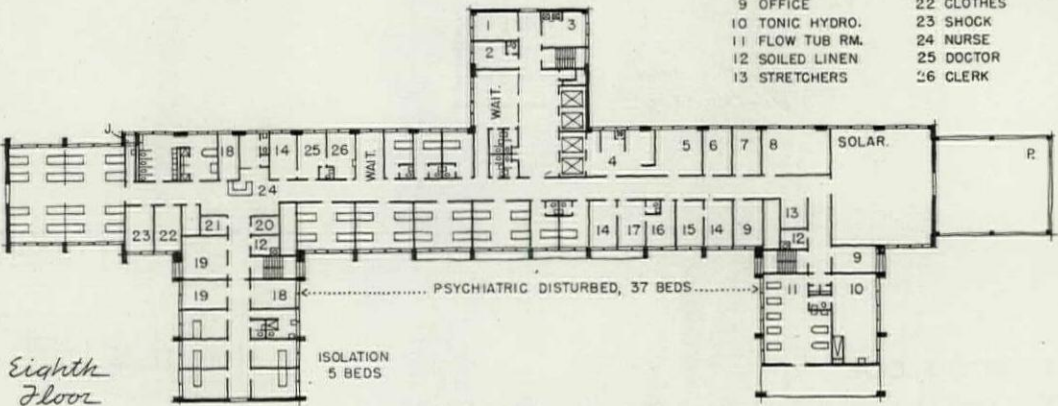 9 OFFICE 22 CLOTHES
10 TONIC HYDRO. 23 SHOCK
11 FLOW TUB RM. 24 NURSE
12 SOILED LINEN 25 DOCTOR
13 STRETCHERS 26 CLERK
1 3
2
WAIT.
J.
18 24 14 25 26 WAIT. 4 5 6 7 8 SOLAR. P.
23 22 21 20 12 14 17 16 15 14 9 13 12
19 9
19 18 PSYCHIATRIC DISTURBED, 37 BEDS 11 10
ISOLATION
5 BEDS
Eighth
Floor